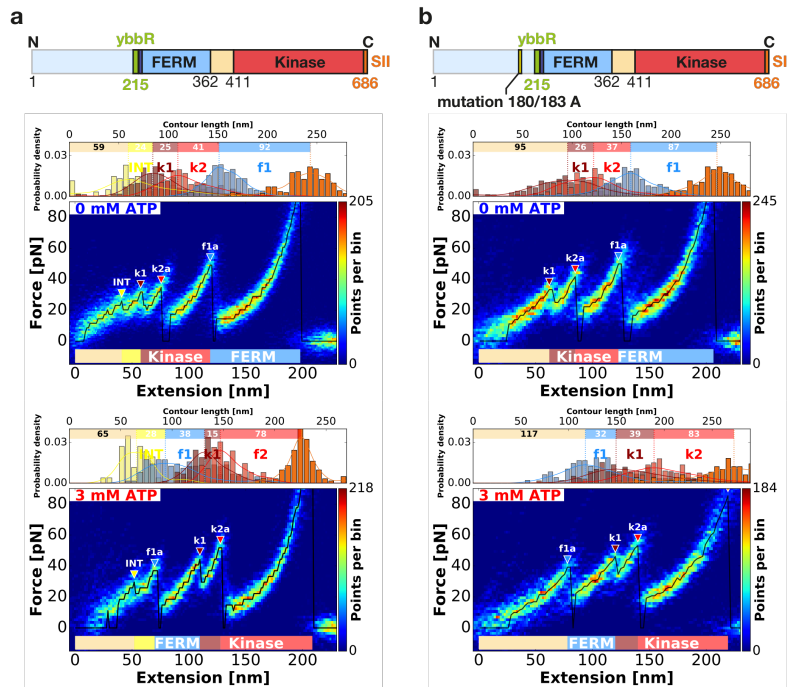 a
N
ybbR
C
FERM
Kinase
SII
1
215
362
411
686
Contour length [nm]
0 50 100 150 200 250
59 25 41 92
Probability density
0.03
0.00
INT k1 k2 f1
205
80
60
40
20
0
0 mM ATP
INT k1 k2a f1a
Force [pN]
Points per bin
0
Kinase FERM
0 50 100 150 200
Extension [nm]
Contour length [nm]
0 50 100 150 200 250
65 38 15 78
Probability density
0.03
0.00
INT f1 k1 f2
218
80
60
40
20
0
3 mM ATP
INT f1a k1 k2a
Force [pN]
Points per bin
0
FERM Kinase
0 50 100 150 200
Extension [nm]
b
N
ybbR
C
FERM
Kinase
SI
1
215
362
411
686
mutation 180/183 A
Contour length [nm]
0 50 100 150 200 250
95 26 37 87
Probability density
0.03
0.00
k1 k2 f1
245
80
60
40
20
0
0 mM ATP
k1 k2a f1a
Force [pN]
Points per bin
0
Kinase FERM
0 50 100 150 200
Extension [nm]
Contour length [nm]
0 50 100 150 200 250
117 32 39 83
Probability density
0.03
0.00
f1 k1 k2
184
80
60
40
20
0
3 mM ATP
f1a k1 k2a
Force [pN]
Points per bin
0
FERM Kinase
0 50 100 150 200
Extension [nm]